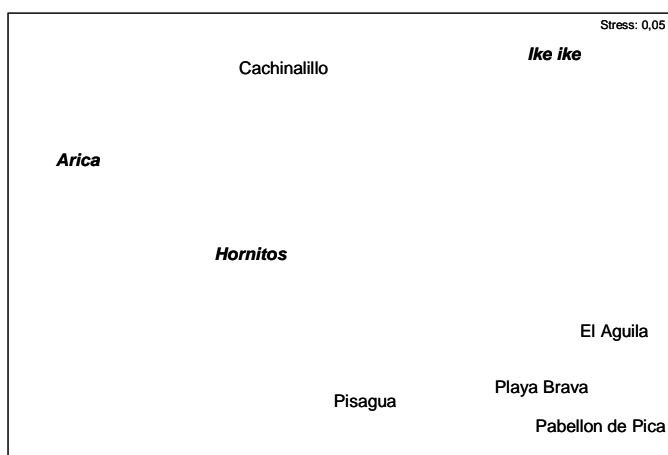 Stress: 0,05
Ike ike
Cachinalillo
Arica
Hornitos
El Aguila
Playa Brava
Pisagua
Pabellon de Pica